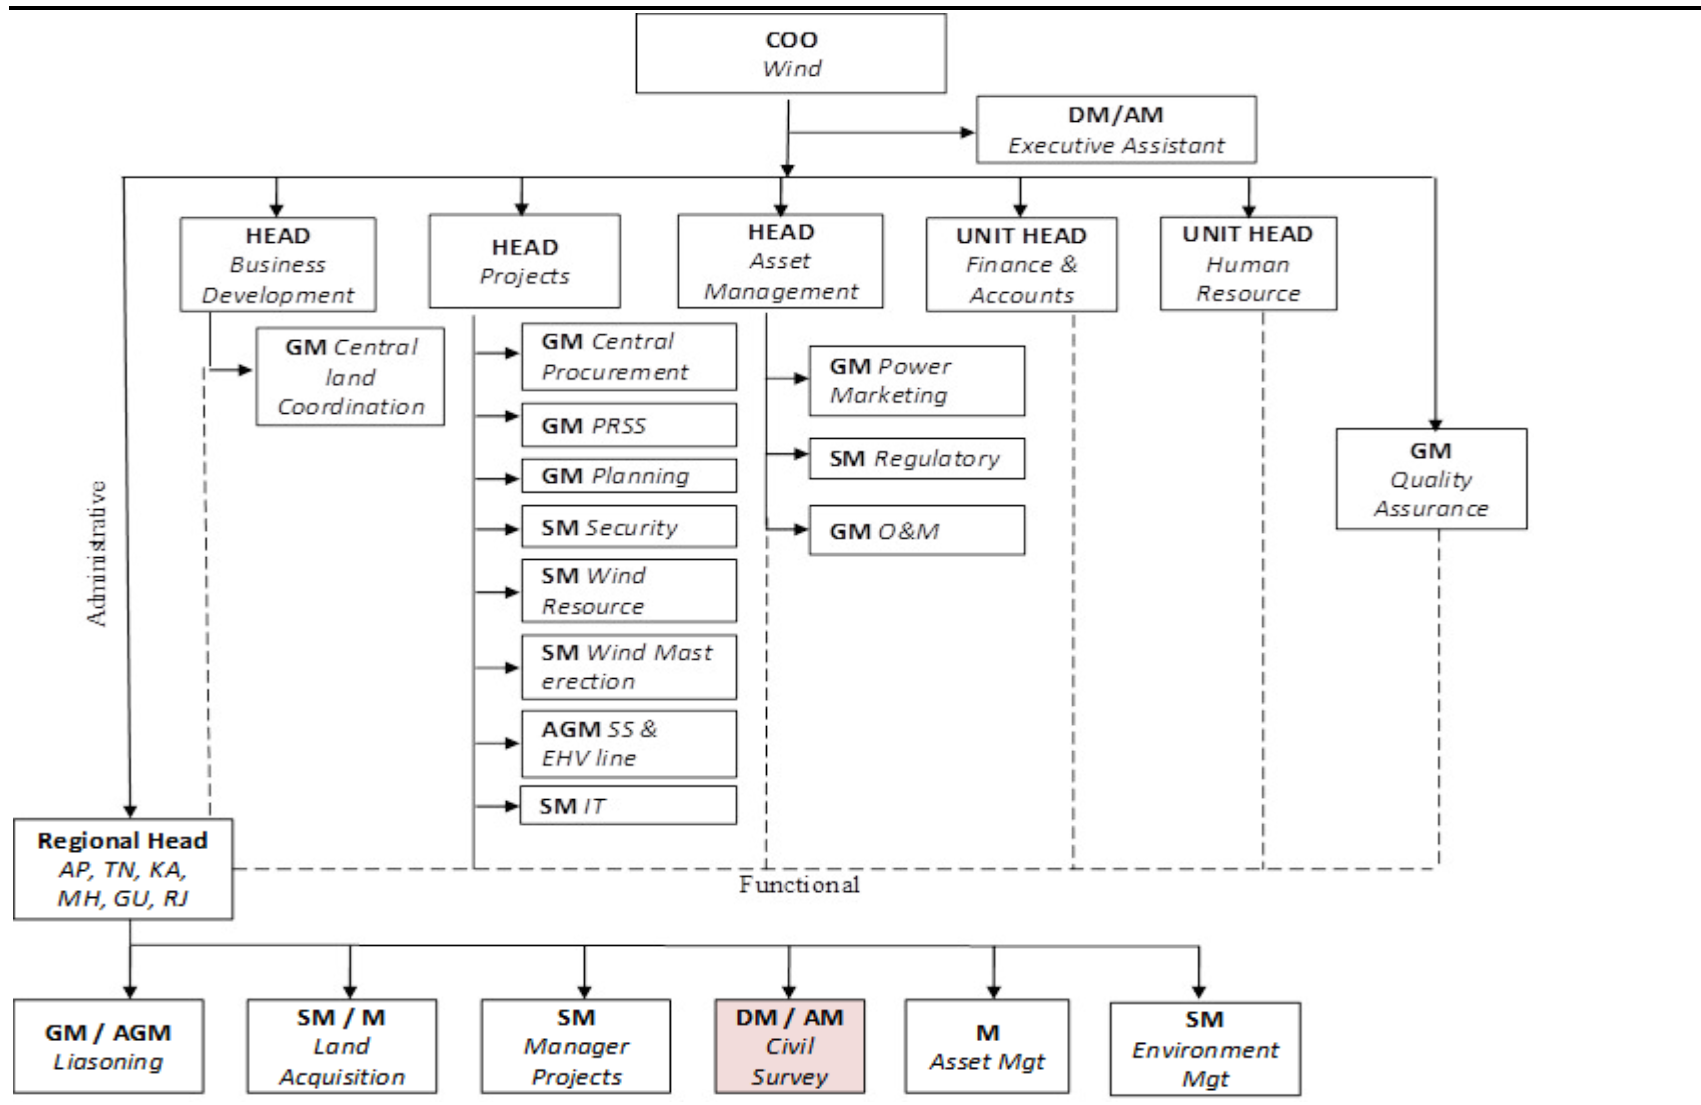 COO
Wind
DM/AM
Executive Assistant
HEAD
Business
Development
HEAD
Projects
HEAD
Asset
Management
UNIT HEAD
Finance &
Accounts
UNIT HEAD
Human
Resource
GM Central
land
Coordination
GM Central
Procurement
GM PRSS
GM Planning
SM Security
SM Wind
Resource
SM Wind Mast
erection
AGM SS &
EHV line
SM IT
GM Power
Marketing
SM Regulatory
GM O&M
GM
Quality
Assurance
Administrative
Regional Head
AP, TN, KA,
MH, GU, RJ
Functional
GM / AGM
Liasoning
SM / M
Land
Acquisition
SM
Manager
Projects
DM / AM
Civil
Survey
M
Asset Mgt
SM
Environment
Mgt